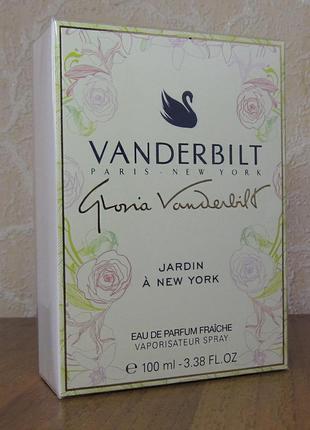 VANDERBILT
PARIS - NEW YORK
Gloria Vanderbilt
JARDIN
À NEW YORK
EAU DE PARFUM FRAÎCHE
VAPORISATEUR SPRAY
℮ 100 ml - 3.38 FL.OZ